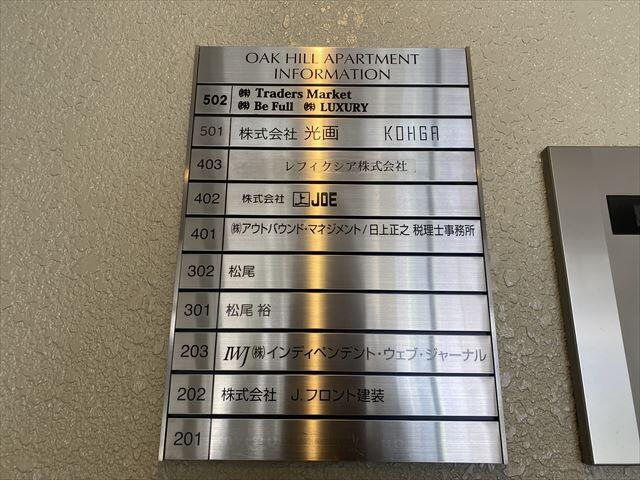 OAK HILL APARTMENT
INFORMATION
502 ㈱ Traders Market
㈱ Be Full ㈱ LUXURY
501 株式会社 光画 KOHGA
403 レフィクシア株式会社
402 株式会社 上 JOE
401 ㈱アウトバウンド・マネジメント/日上正之 税理士事務所
302 松尾
301 松尾 裕
203 IWJ ㈱インディペンデント・ウェブ・ジャーナル
202 株式会社 J.フロント建装
201